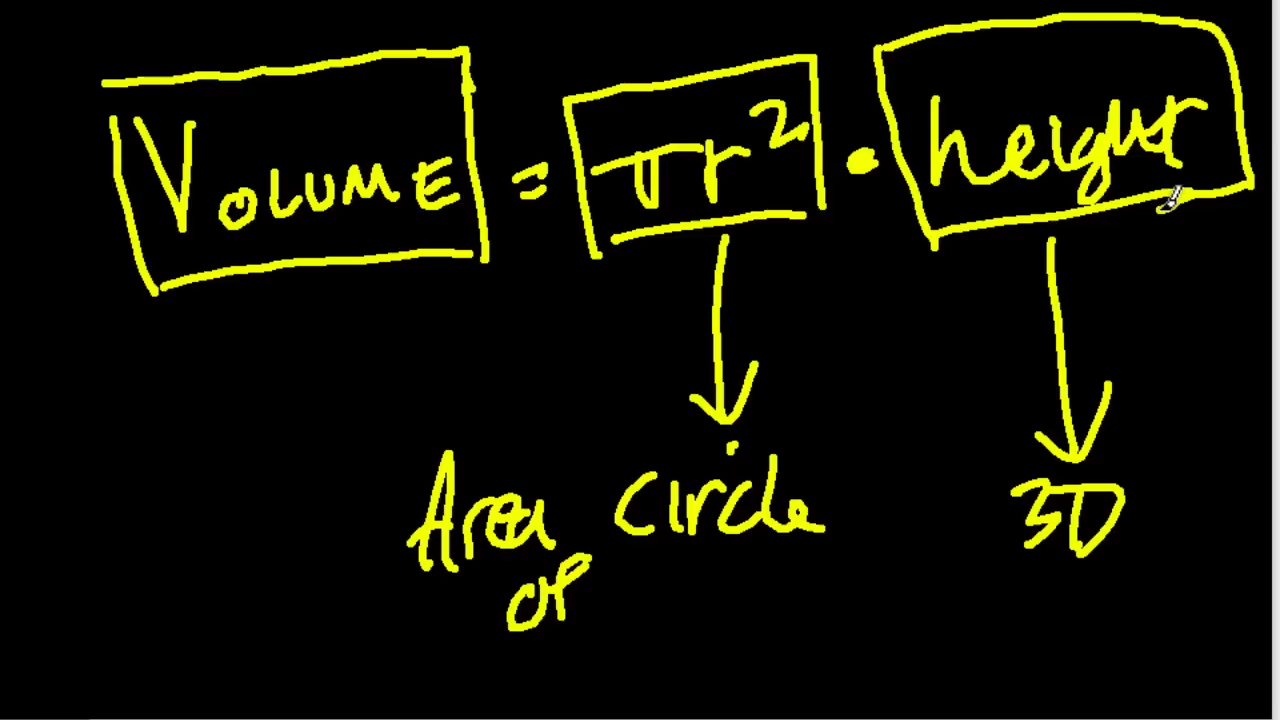 VOLUME = πr² • height
Area circle 3D
of